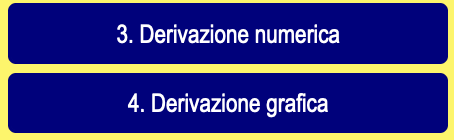 3. Derivazione numerica
4. Derivazione grafica